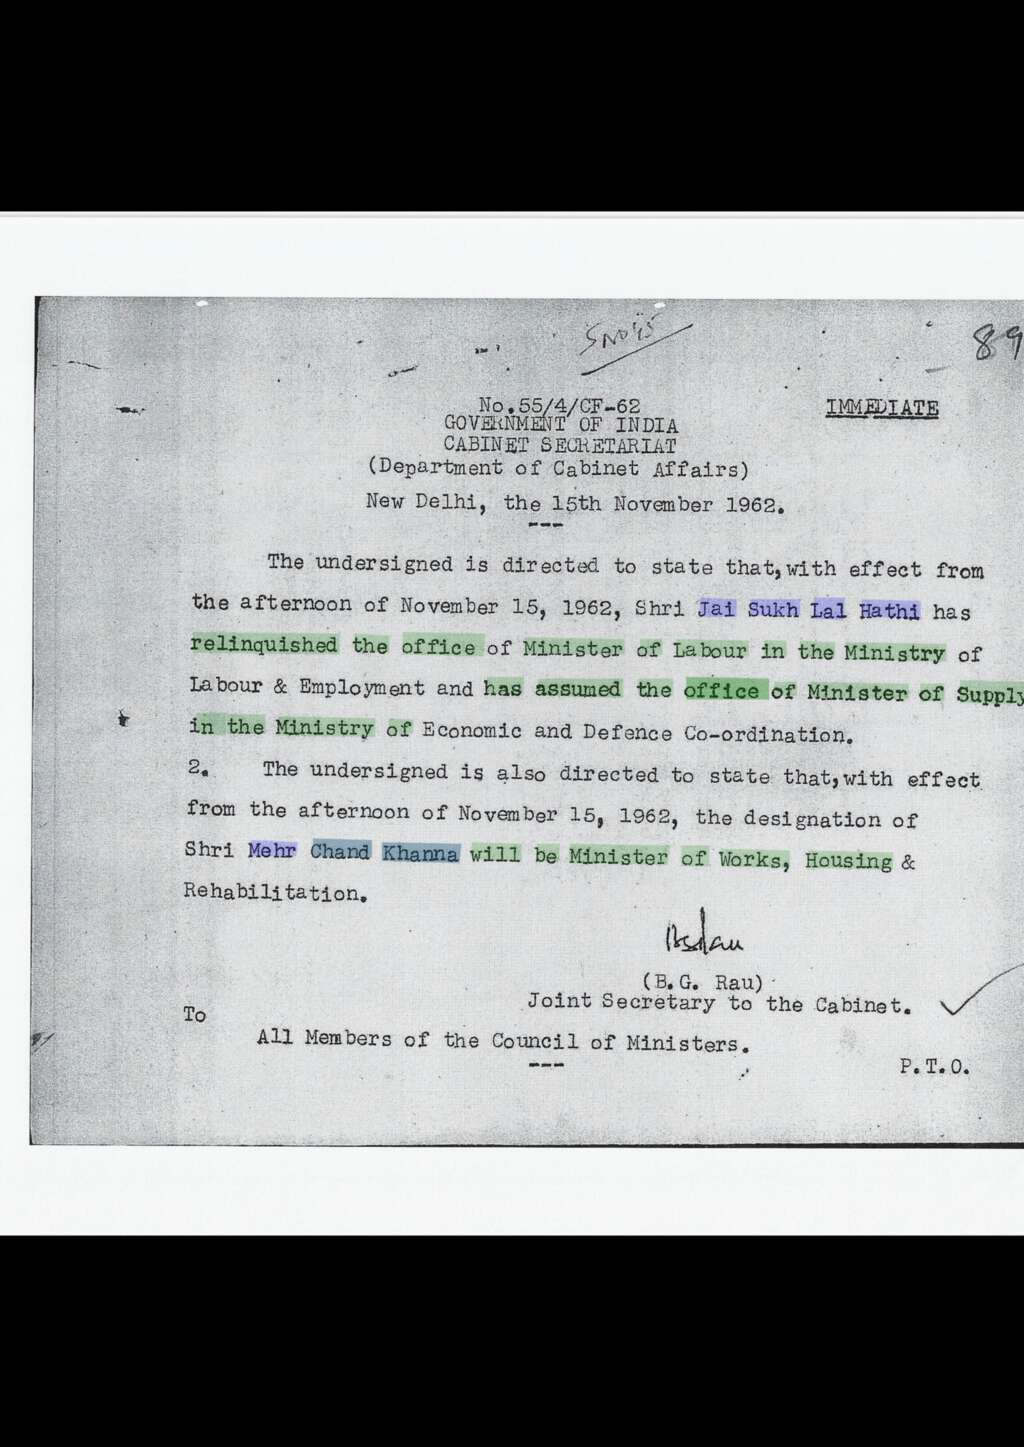 89
No.55/4/CF-62
IMMEDIATE
GOVERNMENT OF INDIA
CABINET SECRETARIAT
(Department of Cabinet Affairs)
New Delhi, the 15th November 1962.
---
The undersigned is directed to state that, with effect from
the afternoon of November 15, 1962, Shri Jai Sukh Lal Hathi has
relinquished the office of Minister of Labour in the Ministry of
Labour & Employment and has assumed the office of Minister of Supply
in the Ministry of Economic and Defence Co-ordination.
2. The undersigned is also directed to state that, with effect
from the afternoon of November 15, 1962, the designation of
Shri Mehr Chand Khanna will be Minister of Works, Housing &
Rehabilitation.
(B.G. Rau)
Joint Secretary to the Cabinet.
To
All Members of the Council of Ministers.
---
P.T.O.